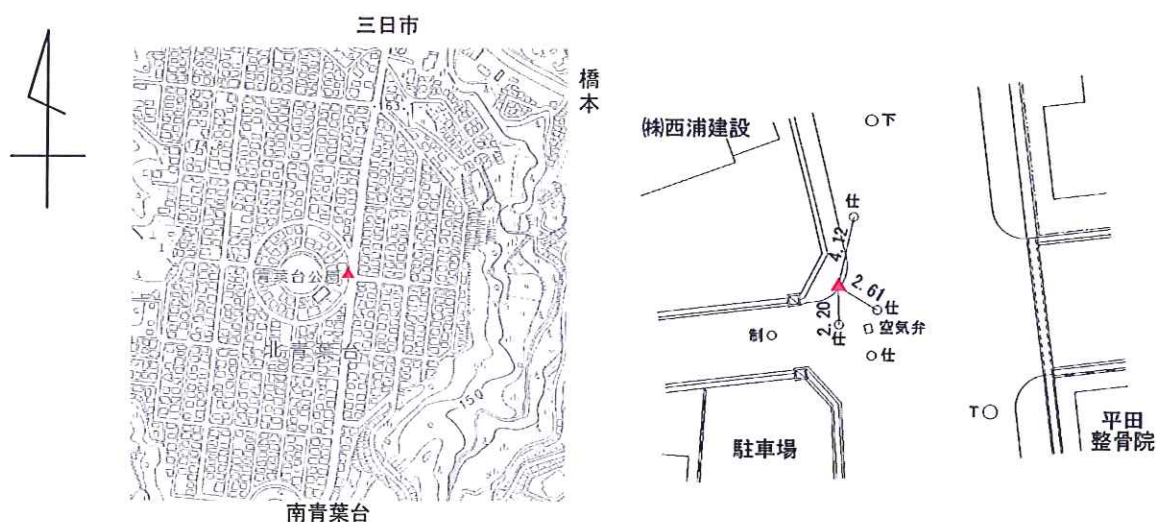 三日市
橋本
163
青葉台公園
北青葉台
150
南青葉台
㈱西浦建設
下
仕
4.12
2.61
仕
2.20
仕
空気弁
制
仕
T
駐車場
平田
整骨院